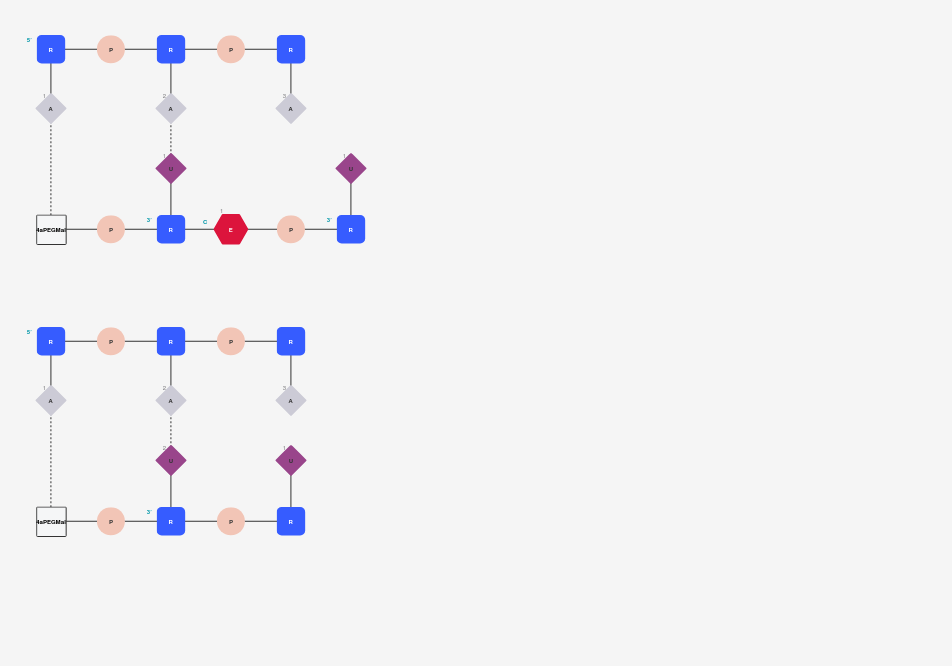 5' R P R P R
1 A 2 A 3 A
1 U 1 U
4aPEGMal P 3' R C 1 E P 3' R
5' R P R P R
1 A 2 A 3 A
2 U 1 U
4aPEGMal P 3' R P R